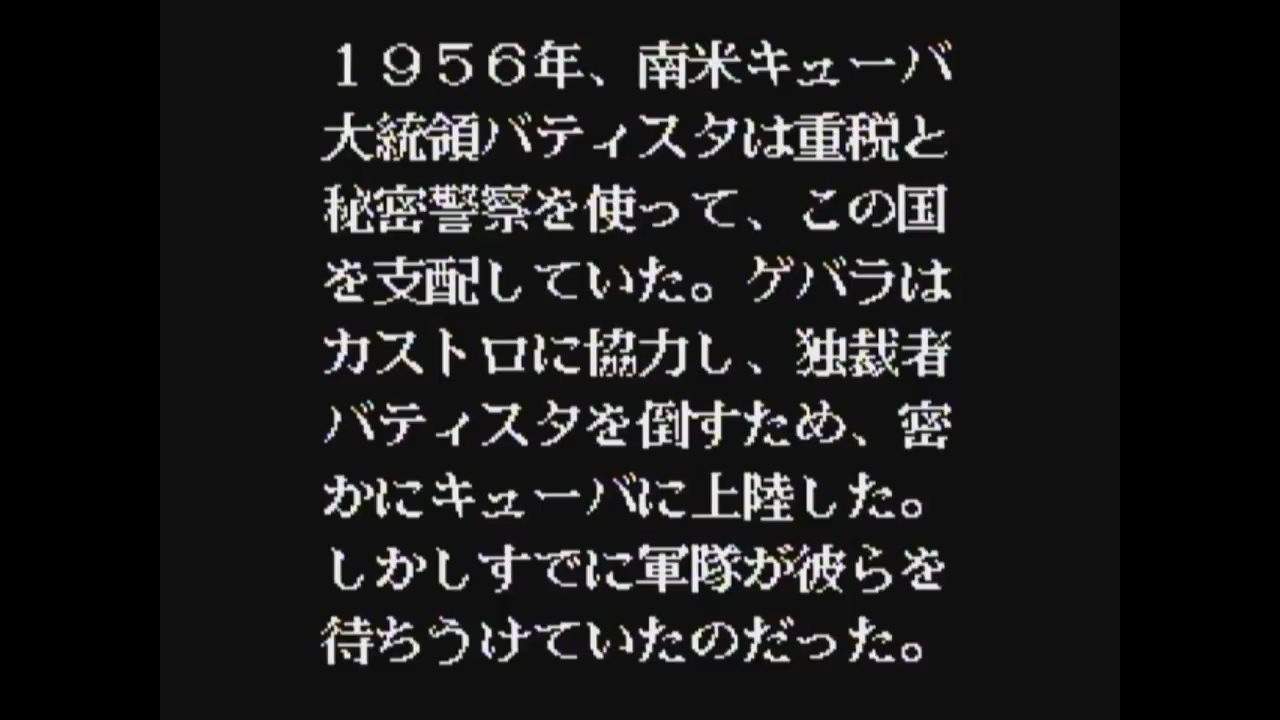 １９５６年、南米キューバ
大統領バティスタは重税と
秘密警察を使って、この国
を支配していた。ゲバラは
カストロに協力し、独裁者
バティスタを倒すため、密
かにキューバに上陸した。
しかしすでに軍隊が彼らを
待ちうけていたのだった。